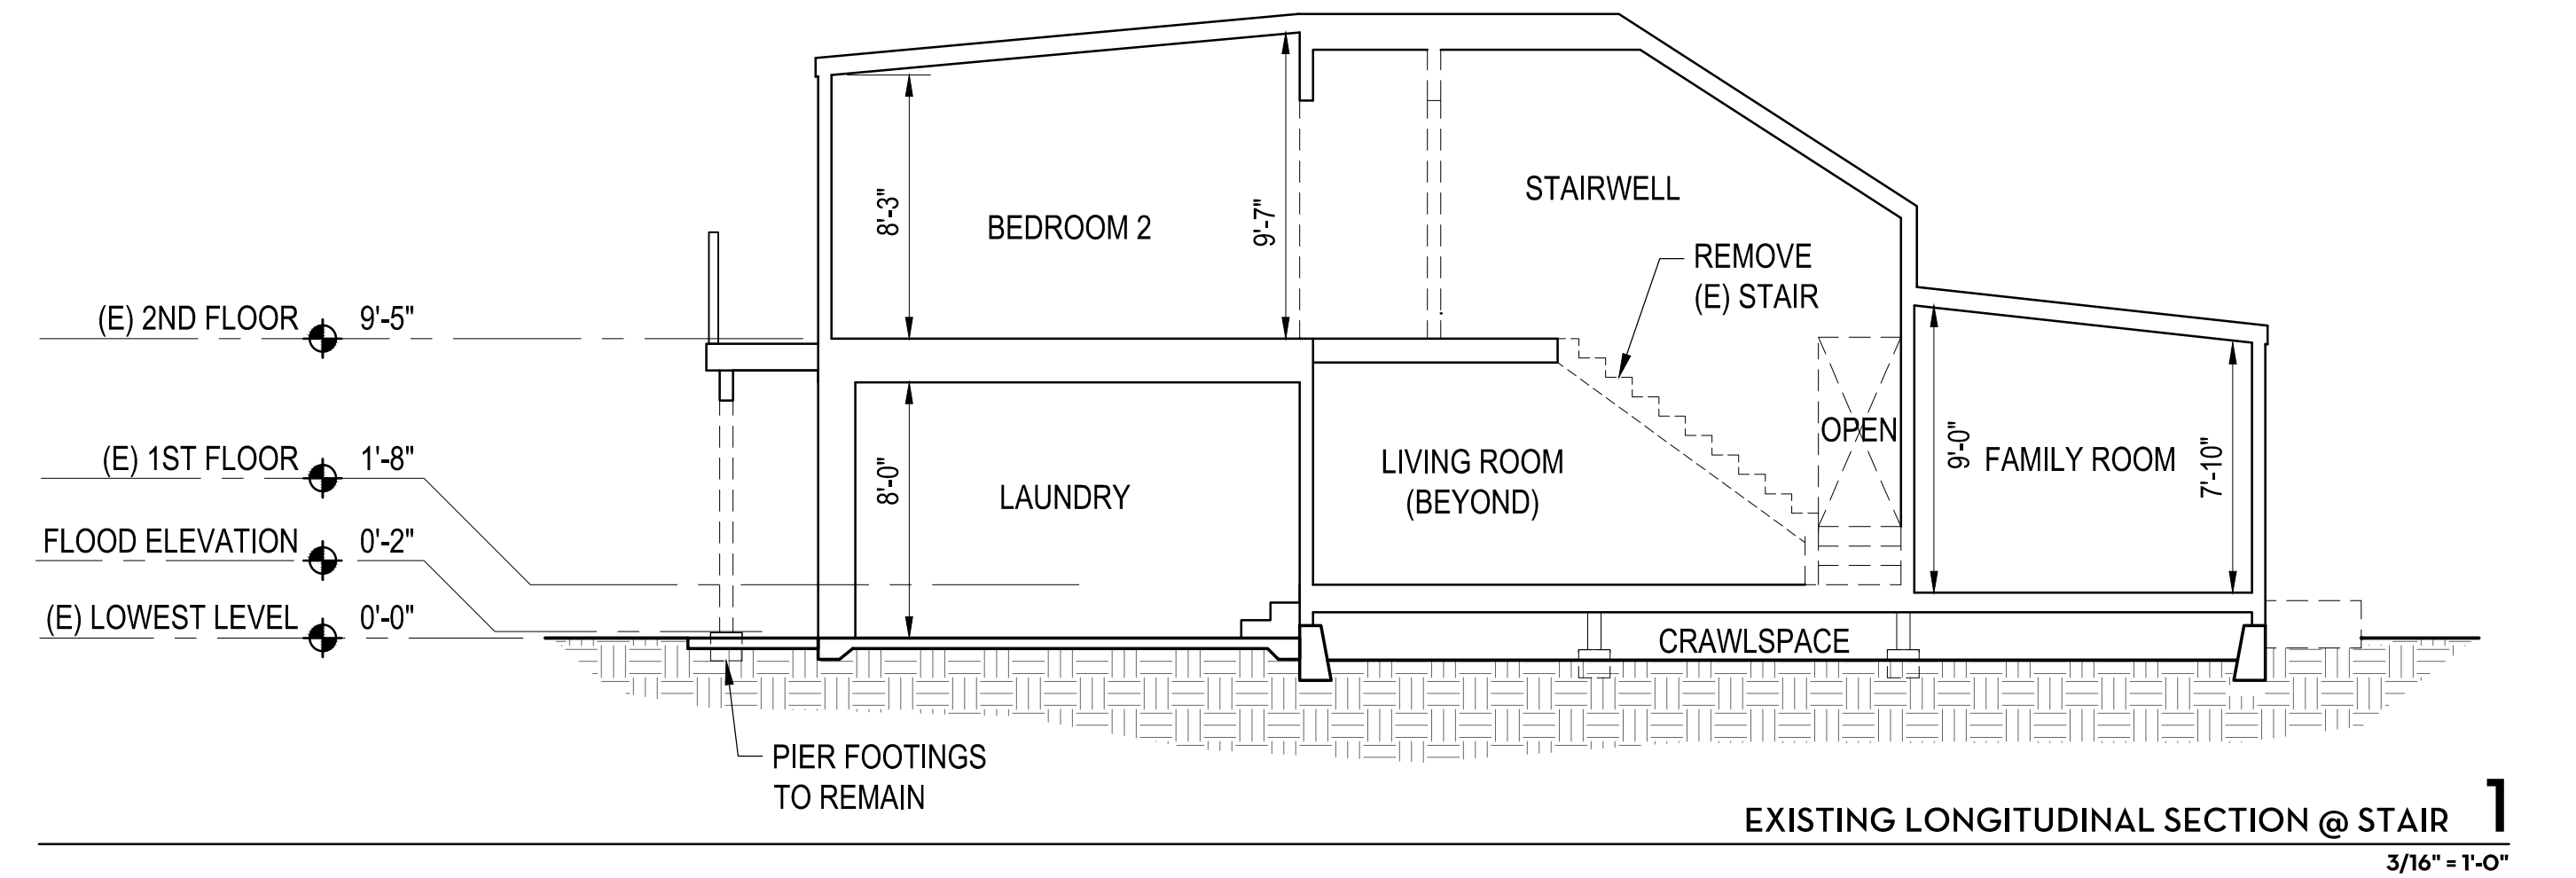 8'-3"
BEDROOM 2
9'-7"
STAIRWELL
REMOVE
(E) STAIR
(E) 2ND FLOOR 9'-5"
(E) 1ST FLOOR 1'-8"
FLOOD ELEVATION 0'-2"
(E) LOWEST LEVEL 0'-0"
8'-0"
LAUNDRY
LIVING ROOM
(BEYOND)
OPEN
9'-0"
FAMILY ROOM
7'-10"
CRAWLSPACE
PIER FOOTINGS
TO REMAIN
EXISTING LONGITUDINAL SECTION @ STAIR 1
3/16" = 1'-0"